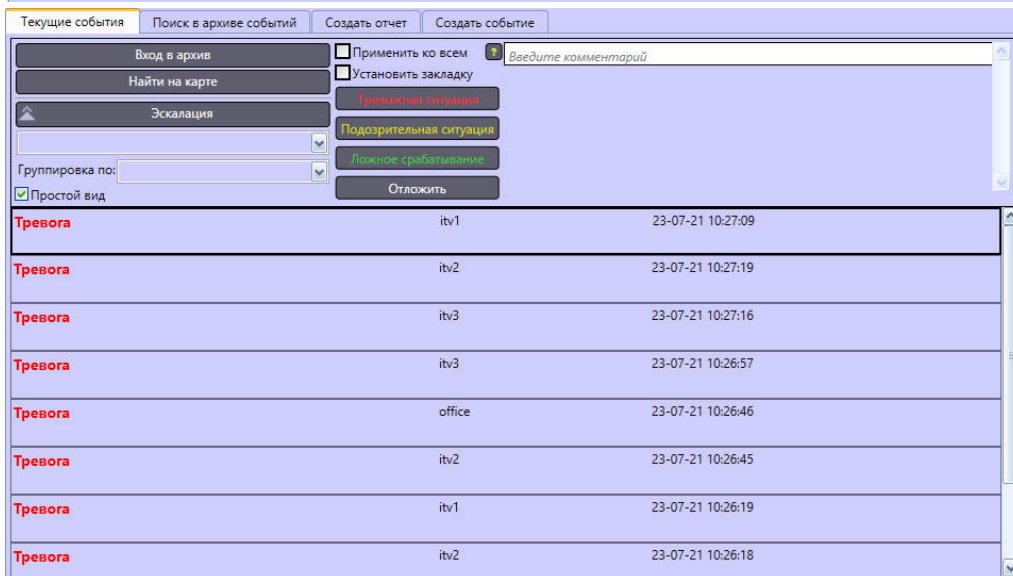 Текущие события Поиск в архиве событий Создать отчет Создать событие
Вход в архив
Найти на карте
Эскалация
Группировка по:
Простой вид
Применить ко всем ?
Установить закладку
Тревожная ситуация
Подозрительная ситуация
Ложное срабатывание
Отложить
Введите комментарий
Тревога itv1 23-07-21 10:27:09
Тревога itv2 23-07-21 10:27:19
Тревога itv3 23-07-21 10:27:16
Тревога itv3 23-07-21 10:26:57
Тревога office 23-07-21 10:26:46
Тревога itv2 23-07-21 10:26:45
Тревога itv1 23-07-21 10:26:19
Тревога itv2 23-07-21 10:26:18